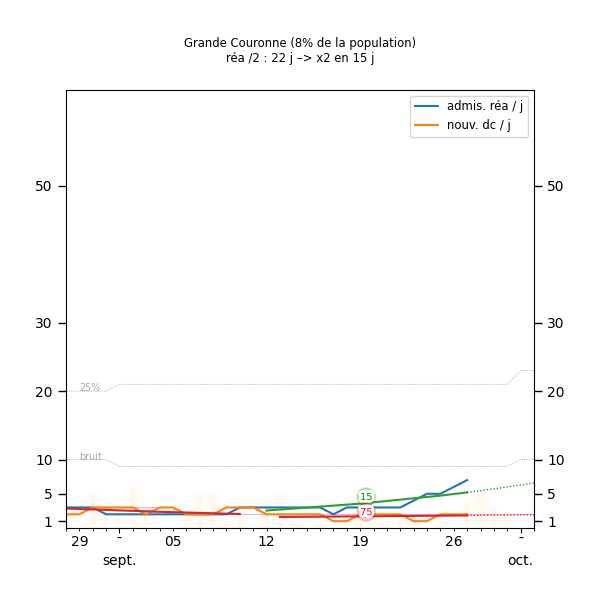 Grande Couronne (8% de la population)
réa /2 : 22 j –> x2 en 15 j
admis. réa / j
nouv. dc / j
50 50
30 30
20 20
25%
10 10
bruit
5 5
15
75
1 1
29 - 05 12 19 26 -
sept. oct.